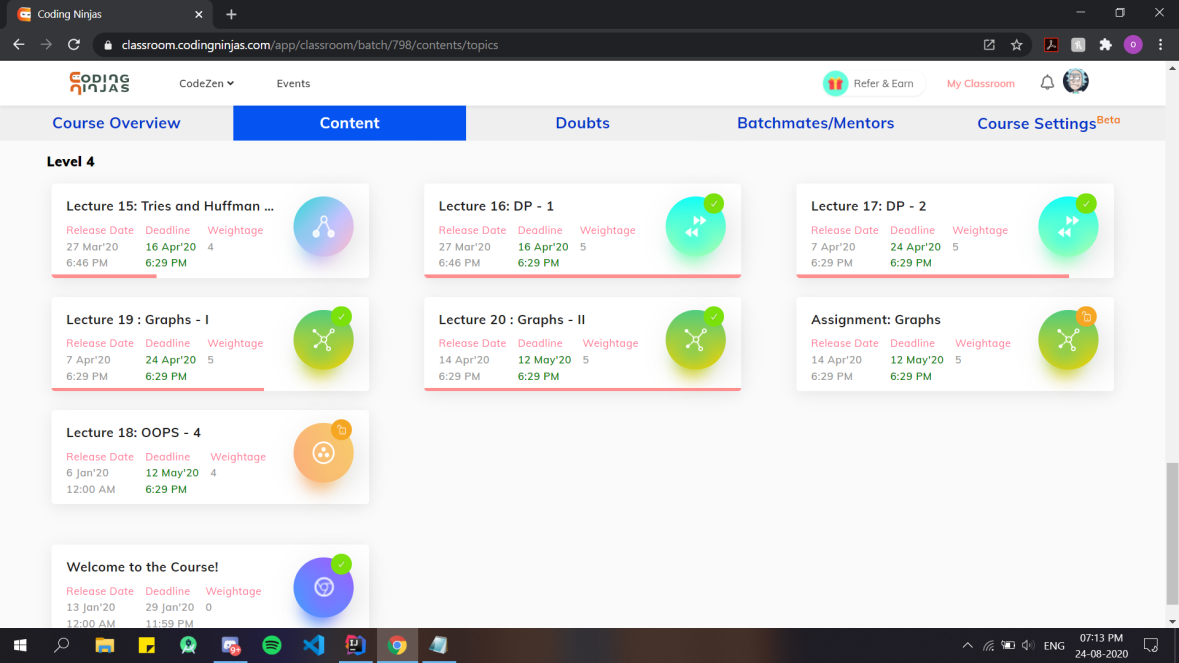 Coding Ninjas
classroom.codingninjas.com/app/classroom/batch/798/contents/topics
O
CODING NINJAS
CodeZen
Events
Refer & Earn
My Classroom
Course Overview
Content
Doubts
Batchmates/Mentors
Course Settings Beta
Level 4
Lecture 15: Tries and Huffman ...
Release Date Deadline Weightage
27 Mar'20 16 Apr'20 4
6:46 PM 6:29 PM
Lecture 16: DP - 1
Release Date Deadline Weightage
27 Mar'20 16 Apr'20 5
6:46 PM 6:29 PM
Lecture 17: DP - 2
Release Date Deadline Weightage
7 Apr'20 24 Apr'20 5
6:29 PM 6:29 PM
Lecture 19 : Graphs - I
Release Date Deadline Weightage
7 Apr'20 24 Apr'20 5
6:29 PM 6:29 PM
Lecture 20 : Graphs - II
Release Date Deadline Weightage
14 Apr'20 12 May'20 5
6:29 PM 6:29 PM
Assignment: Graphs
Release Date Deadline Weightage
14 Apr'20 12 May'20 5
6:29 PM 6:29 PM
Lecture 18: OOPS - 4
Release Date Deadline Weightage
6 Jan'20 12 May'20 4
12:00 AM 6:29 PM
Welcome to the Course!
Release Date Deadline Weightage
13 Jan'20 29 Jan'20 0
12:00 AM 11:59 PM
9+
IJ
ENG
07:13 PM
24-08-2020